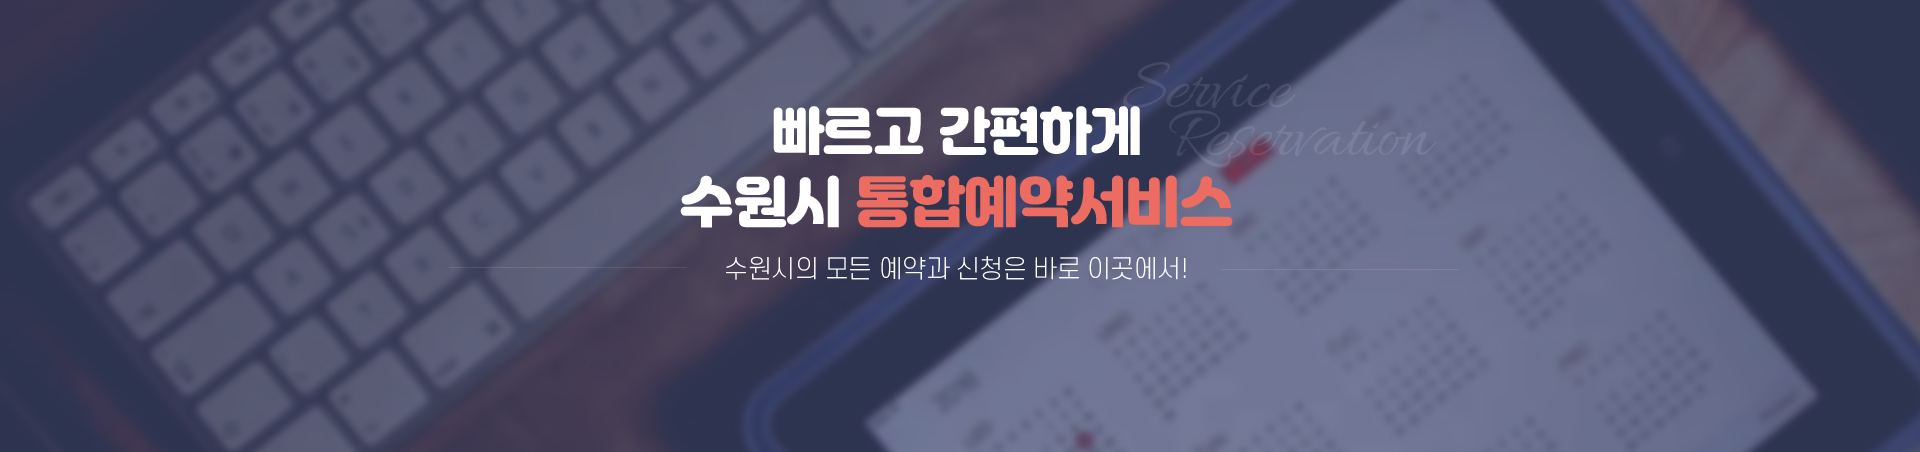 Service
Reservation
빠르고 간편하게
수원시 통합예약서비스
수원시의 모든 예약과 신청은 바로 이곳에서!